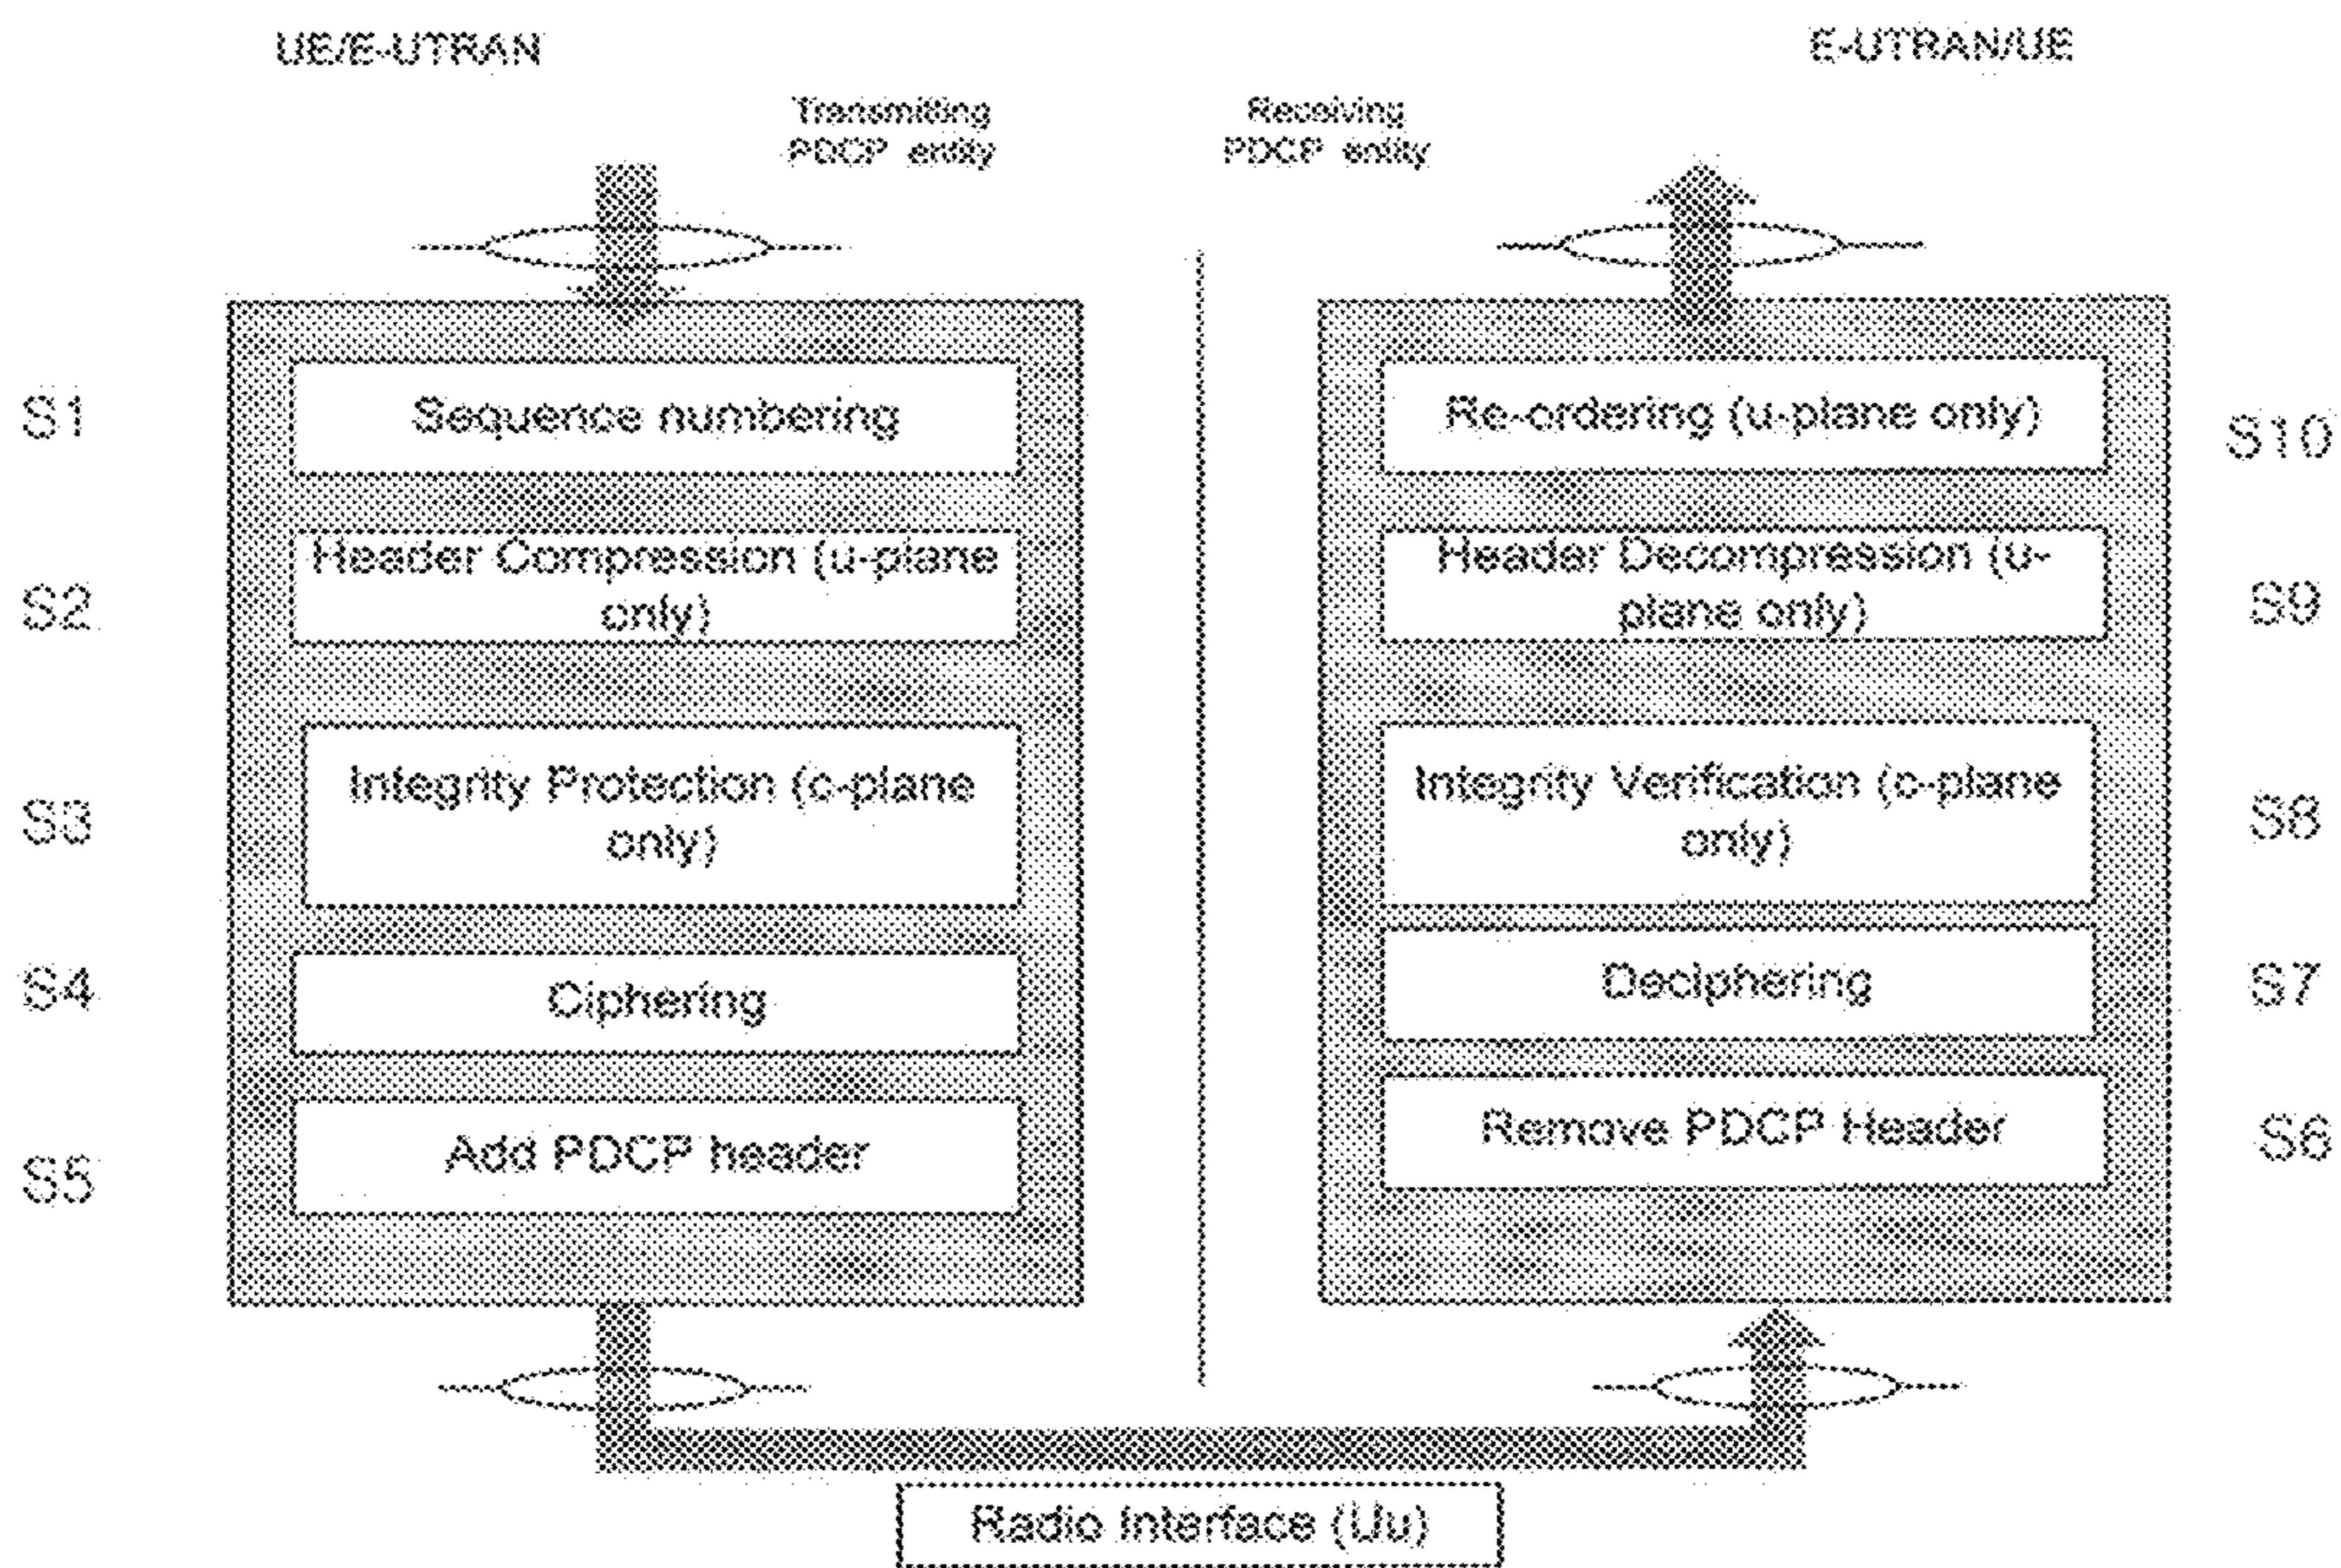 UE/E-UTRAN
E-UTRAN/UE
Transmitting
PDCP entity
Receiving
PDCP entity
S1
Sequence numbering
S2
Header Compression (u-plane
only)
S3
Integrity Protection (c-plane
only)
S4
Ciphering
S5
Add PDCP header
Re-ordering (u-plane only)
S10
Header Decompression (u-
plane only)
S9
Integrity Verification (c-plane
only)
S8
Deciphering
S7
Remove PDCP Header
S6
Radio Interface (Uu)